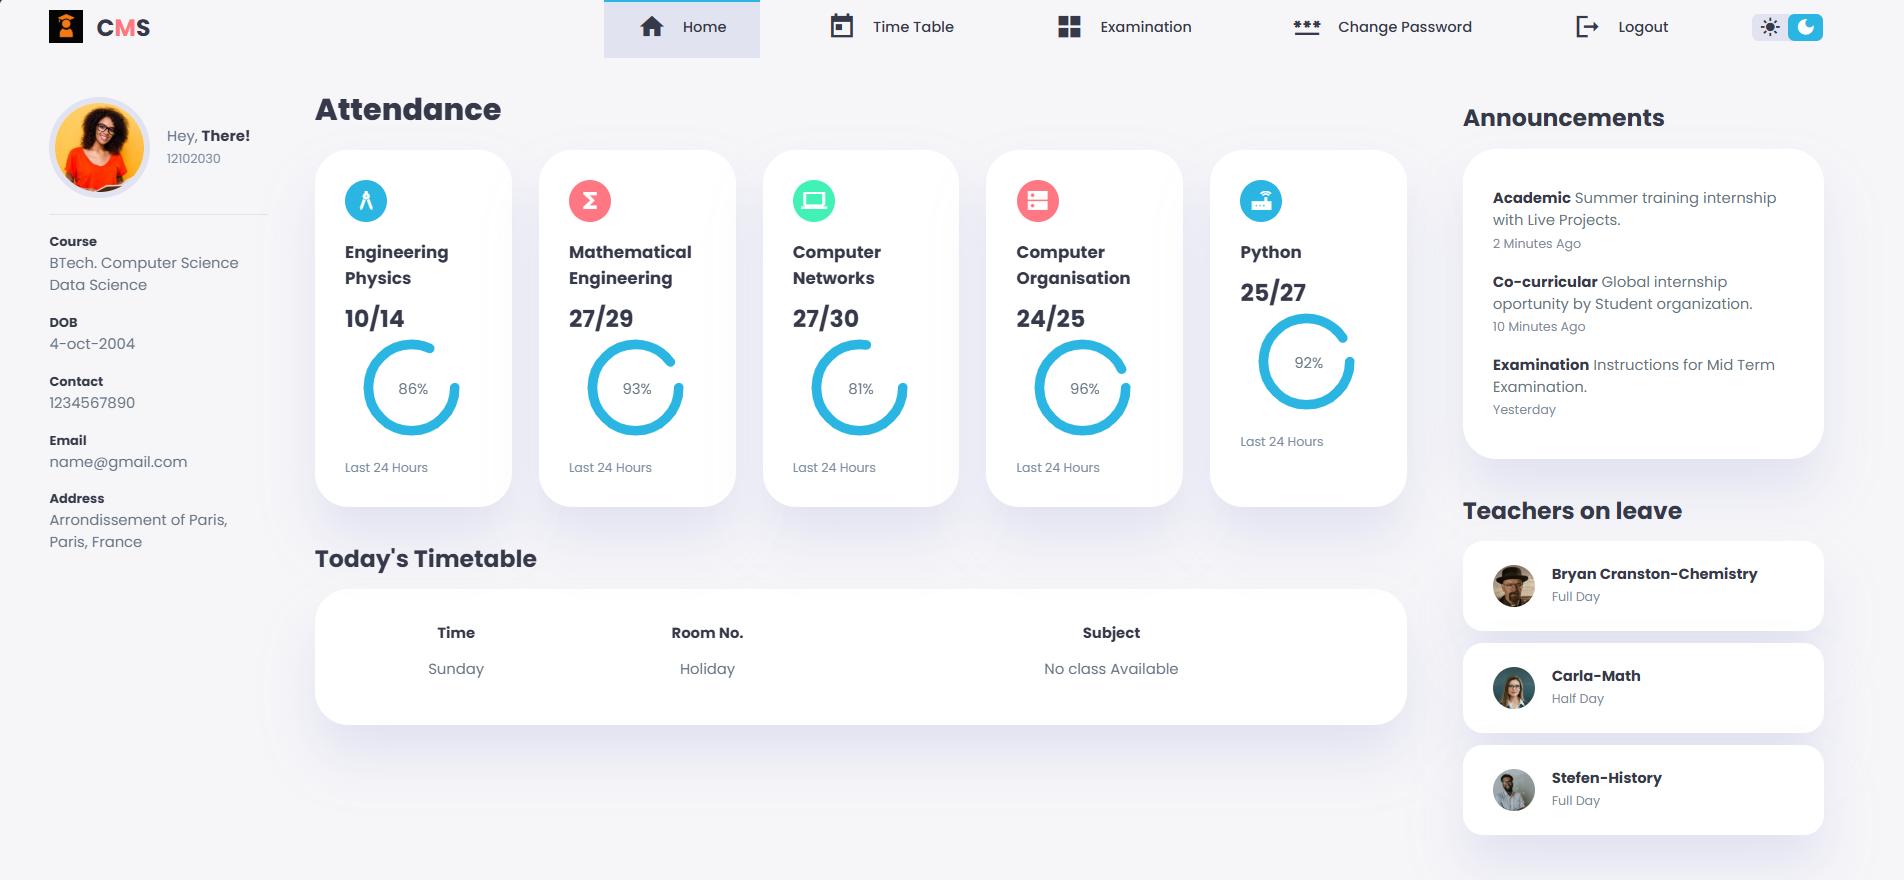 CMS
Home
Time Table
Examination
Change Password
Logout
Hey, There!
12102030
Course
BTech. Computer Science
Data Science
DOB
4-oct-2004
Contact
1234567890
Email
name@gmail.com
Address
Arrondissement of Paris,
Paris, France
Attendance
Engineering
Physics
10/14
86%
Last 24 Hours
Mathematical
Engineering
27/29
93%
Last 24 Hours
Computer
Networks
27/30
81%
Last 24 Hours
Computer
Organisation
24/25
96%
Last 24 Hours
Python
25/27
92%
Last 24 Hours
Today's Timetable
Time Room No. Subject
Sunday Holiday No class Available
Announcements
Academic Summer training internship
with Live Projects.
2 Minutes Ago
Co-curricular Global internship
oportunity by Student organization.
10 Minutes Ago
Examination Instructions for Mid Term
Examination.
Yesterday
Teachers on leave
Bryan Cranston-Chemistry
Full Day
Carla-Math
Half Day
Stefen-History
Full Day